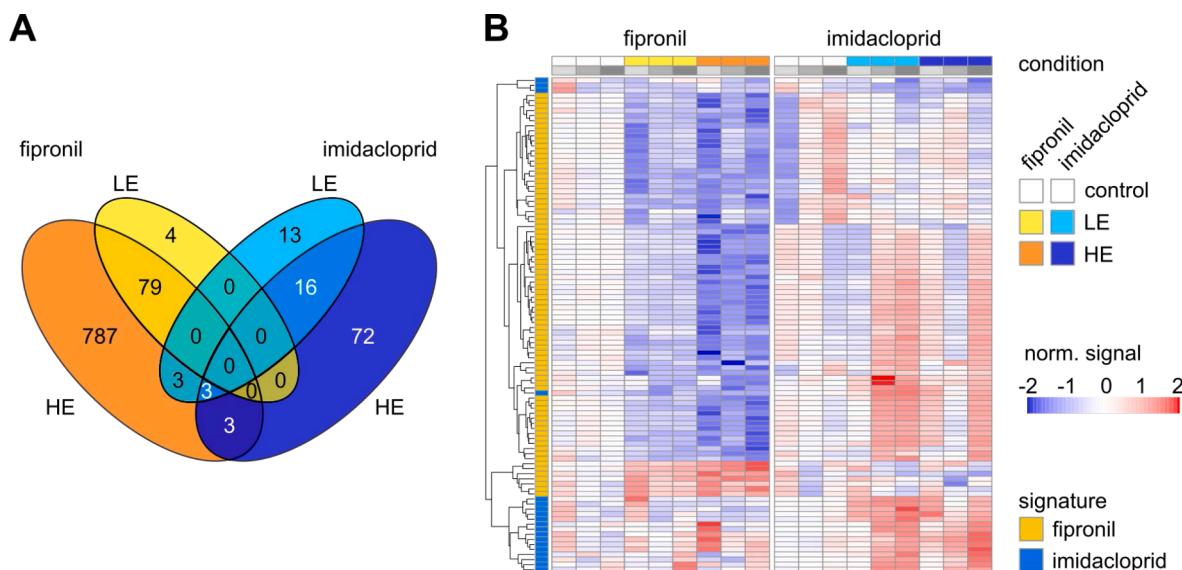 A
fipronil
imidacloprid
LE
LE
4
13
79
0
16
787
0
0
72
0
3
3
0
0
HE
3
HE
B
fipronil
imidacloprid
condition
fipronil
imidacloprid
control
LE
HE
norm. signal
-2 -1 0 1 2
signature
fipronil
imidacloprid